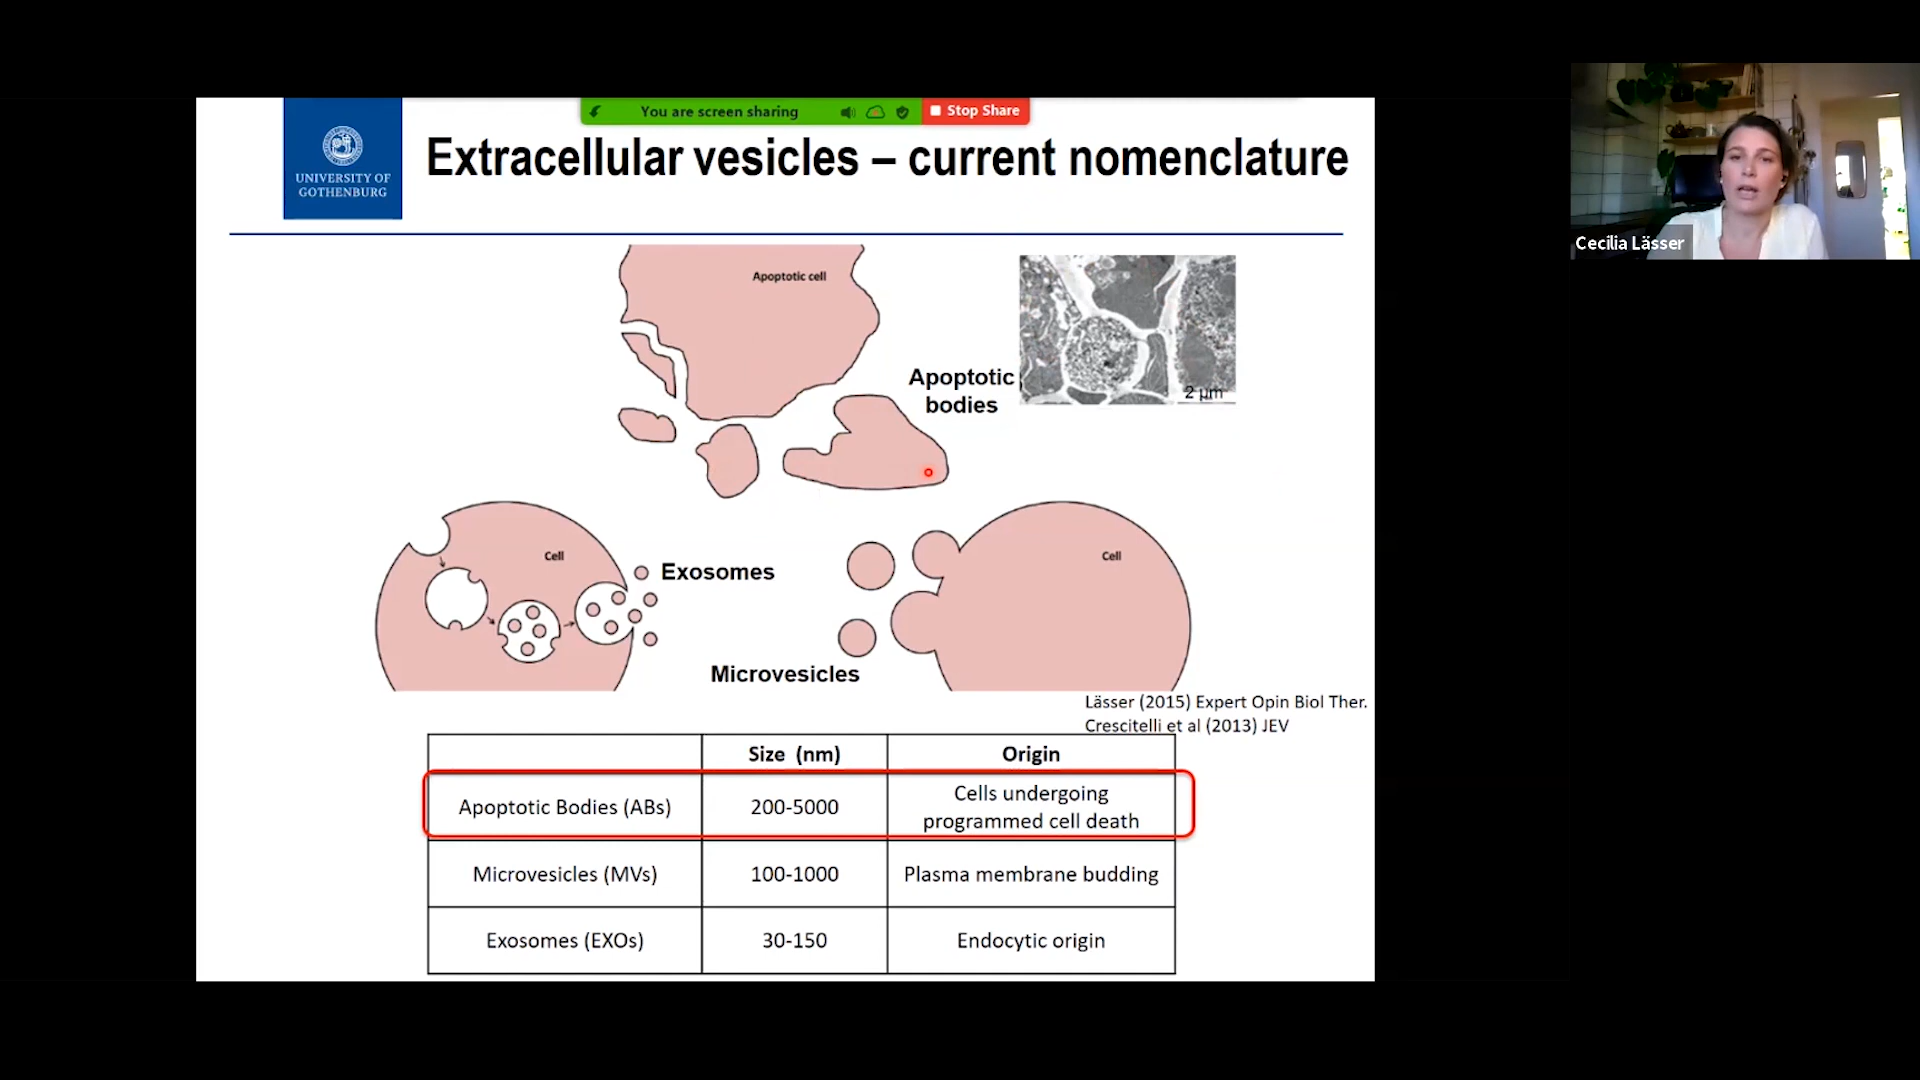 You are screen sharing
Stop Share
UNIVERSITY OF
GOTHENBURG
Extracellular vesicles – current nomenclature
Cecilia Lässer
Apoptotic cell
Apoptotic
bodies
2 µm
Cell
Exosomes
Cell
Microvesicles
Lässer (2015) Expert Opin Biol Ther.
Crescitelli et al (2013) JEV
Size (nm) Origin
Apoptotic Bodies (ABs) 200-5000 Cells undergoing
programmed cell death
Microvesicles (MVs) 100-1000 Plasma membrane budding
Exosomes (EXOs) 30-150 Endocytic origin